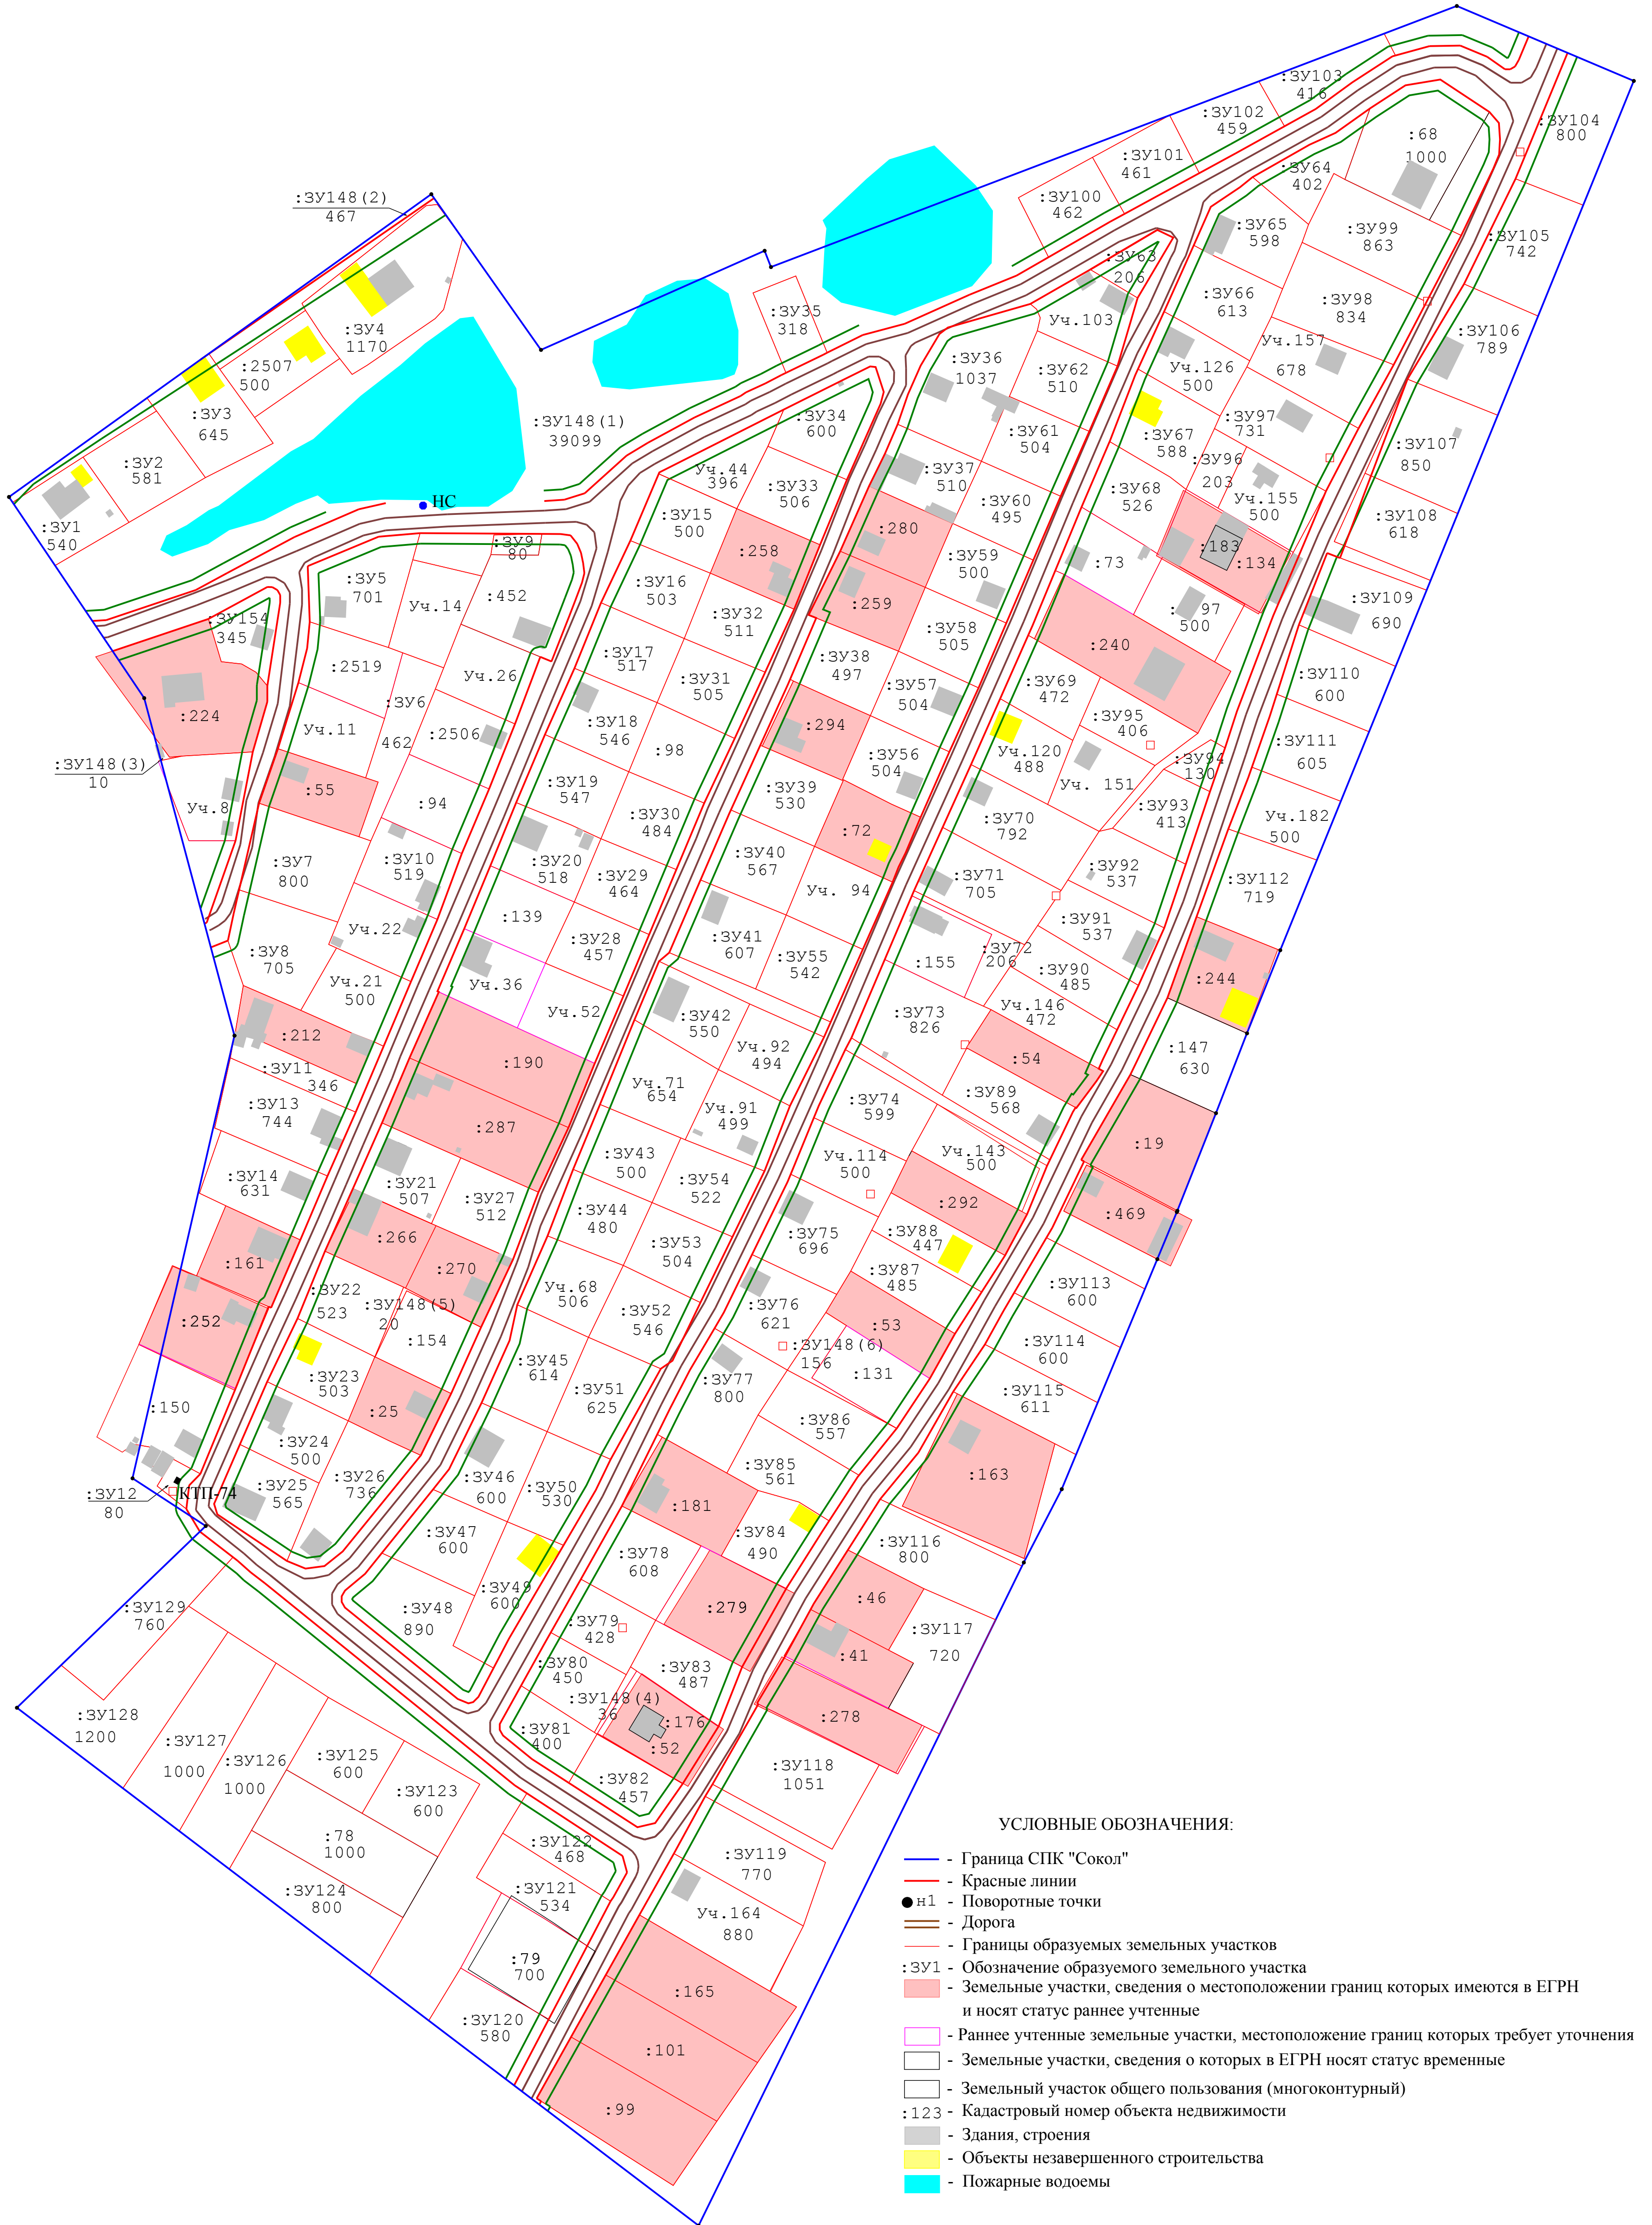 :ЗУ103
416
:ЗУ102
459
:ЗУ104
800
:68
1000
:ЗУ101
461
:ЗУ64
402
:ЗУ148(2)
467
:ЗУ100
462
:ЗУ65
598
:ЗУ99
863
:ЗУ105
742
:ЗУ63
206
:ЗУ66
613
:ЗУ98
834
:ЗУ35
318
Уч.103
:ЗУ4
1170
:ЗУ106
789
Уч.157
678
:ЗУ36
1037
:ЗУ62
510
Уч.126
500
:2507
500
:ЗУ3
645
:ЗУ148(1)
39099
:ЗУ34
600
:ЗУ61
504
:ЗУ97
731
:ЗУ67
588
:ЗУ107
850
:ЗУ2
581
Уч.44
396
:ЗУ37
510
:ЗУ96
203
:ЗУ33
506
:ЗУ60
495
:ЗУ68
526
Уч.155
500
НС
:ЗУ15
500
:ЗУ108
618
:ЗУ1
540
:280
:ЗУ9
80
:258
:183
:134
:ЗУ59
500
:73
:ЗУ5
701
:ЗУ16
503
:452
:259
:ЗУ109
690
Уч.14
:97
500
:ЗУ154
345
:ЗУ32
511
:ЗУ58
505
:240
:ЗУ17
517
:ЗУ38
497
:2519
Уч.26
:ЗУ31
505
:ЗУ57
504
:ЗУ69
472
:ЗУ110
600
:224
:ЗУ6
462
:ЗУ95
406
Уч.11
:2506
:ЗУ18
546
:98
:294
:ЗУ56
504
Уч.120
488
:ЗУ94
130
:ЗУ111
605
:ЗУ148(3)
10
:55
Уч.8
:94
:ЗУ19
547
:ЗУ39
530
Уч. 151
:ЗУ93
413
:ЗУ30
484
:72
:ЗУ70
792
Уч.182
500
:ЗУ7
800
:ЗУ10
519
:ЗУ20
518
:ЗУ29
464
:ЗУ40
567
Уч. 94
:ЗУ71
705
:ЗУ92
537
:ЗУ112
719
Уч.22
:139
:ЗУ28
457
:ЗУ41
607
:ЗУ91
537
:ЗУ8
705
:ЗУ55
542
:155
:ЗУ72
206
:ЗУ90
485
:244
Уч.21
500
Уч.36
Уч.52
:ЗУ42
550
:ЗУ73
826
Уч.146
472
:212
Уч.92
494
:147
630
:ЗУ11
346
:190
:54
Уч.71
654
:ЗУ89
568
:ЗУ13
744
:287
Уч.91
499
:ЗУ74
599
:19
:ЗУ43
500
Уч.143
500
:ЗУ14
631
:ЗУ21
507
:ЗУ27
512
:ЗУ54
522
Уч.114
500
:292
:469
:ЗУ44
480
:161
:266
:270
:ЗУ53
504
:ЗУ75
696
:ЗУ88
447
:ЗУ87
485
:ЗУ113
600
:ЗУ22
523
Уч.68
506
:252
:ЗУ148(5)
20
:154
:ЗУ52
546
:ЗУ76
621
:53
:ЗУ148(6)
156
:131
:ЗУ114
600
:ЗУ23
503
:ЗУ45
614
:ЗУ77
800
:150
:25
:ЗУ51
625
:ЗУ115
611
:ЗУ86
557
:ЗУ24
500
:ЗУ25
565
:ЗУ26
736
:ЗУ46
600
:ЗУ50
530
:ЗУ85
561
:163
:ЗУ12
80
КТП-74
:181
:ЗУ84
490
:ЗУ47
600
:ЗУ78
608
:ЗУ116
800
:ЗУ49
600
:279
:46
:ЗУ129
760
:ЗУ48
890
:ЗУ79
428
:ЗУ117
720
:ЗУ80
450
:ЗУ83
487
:41
:ЗУ148(4)
36
:ЗУ128
1200
:176
:52
:278
:ЗУ81
400
:ЗУ127
1000
:ЗУ126
1000
:ЗУ125
600
:ЗУ82
457
:ЗУ118
1051
:ЗУ123
600
:78
1000
:ЗУ122
468
:ЗУ119
770
:ЗУ124
800
:ЗУ121
534
Уч.164
880
:79
700
:165
:ЗУ120
580
:101
:99
УСЛОВНЫЕ ОБОЗНАЧЕНИЯ:
- Граница СПК "Сокол"
- Красные линии
н1 - Поворотные точки
- Дорога
- Границы образуемых земельных участков
:ЗУ1 - Обозначение образуемого земельного участка
- Земельные участки, сведения о местоположении границ которых имеются в ЕГРН
и носят статус раннее учтенные
- Раннее учтенные земельные участки, местоположение границ которых требует уточнения
- Земельные участки, сведения о которых в ЕГРН носят статус временные
- Земельный участок общего пользования (многоконтурный)
:123 - Кадастровый номер объекта недвижимости
- Здания, строения
- Объекты незавершенного строительства
- Пожарные водоемы